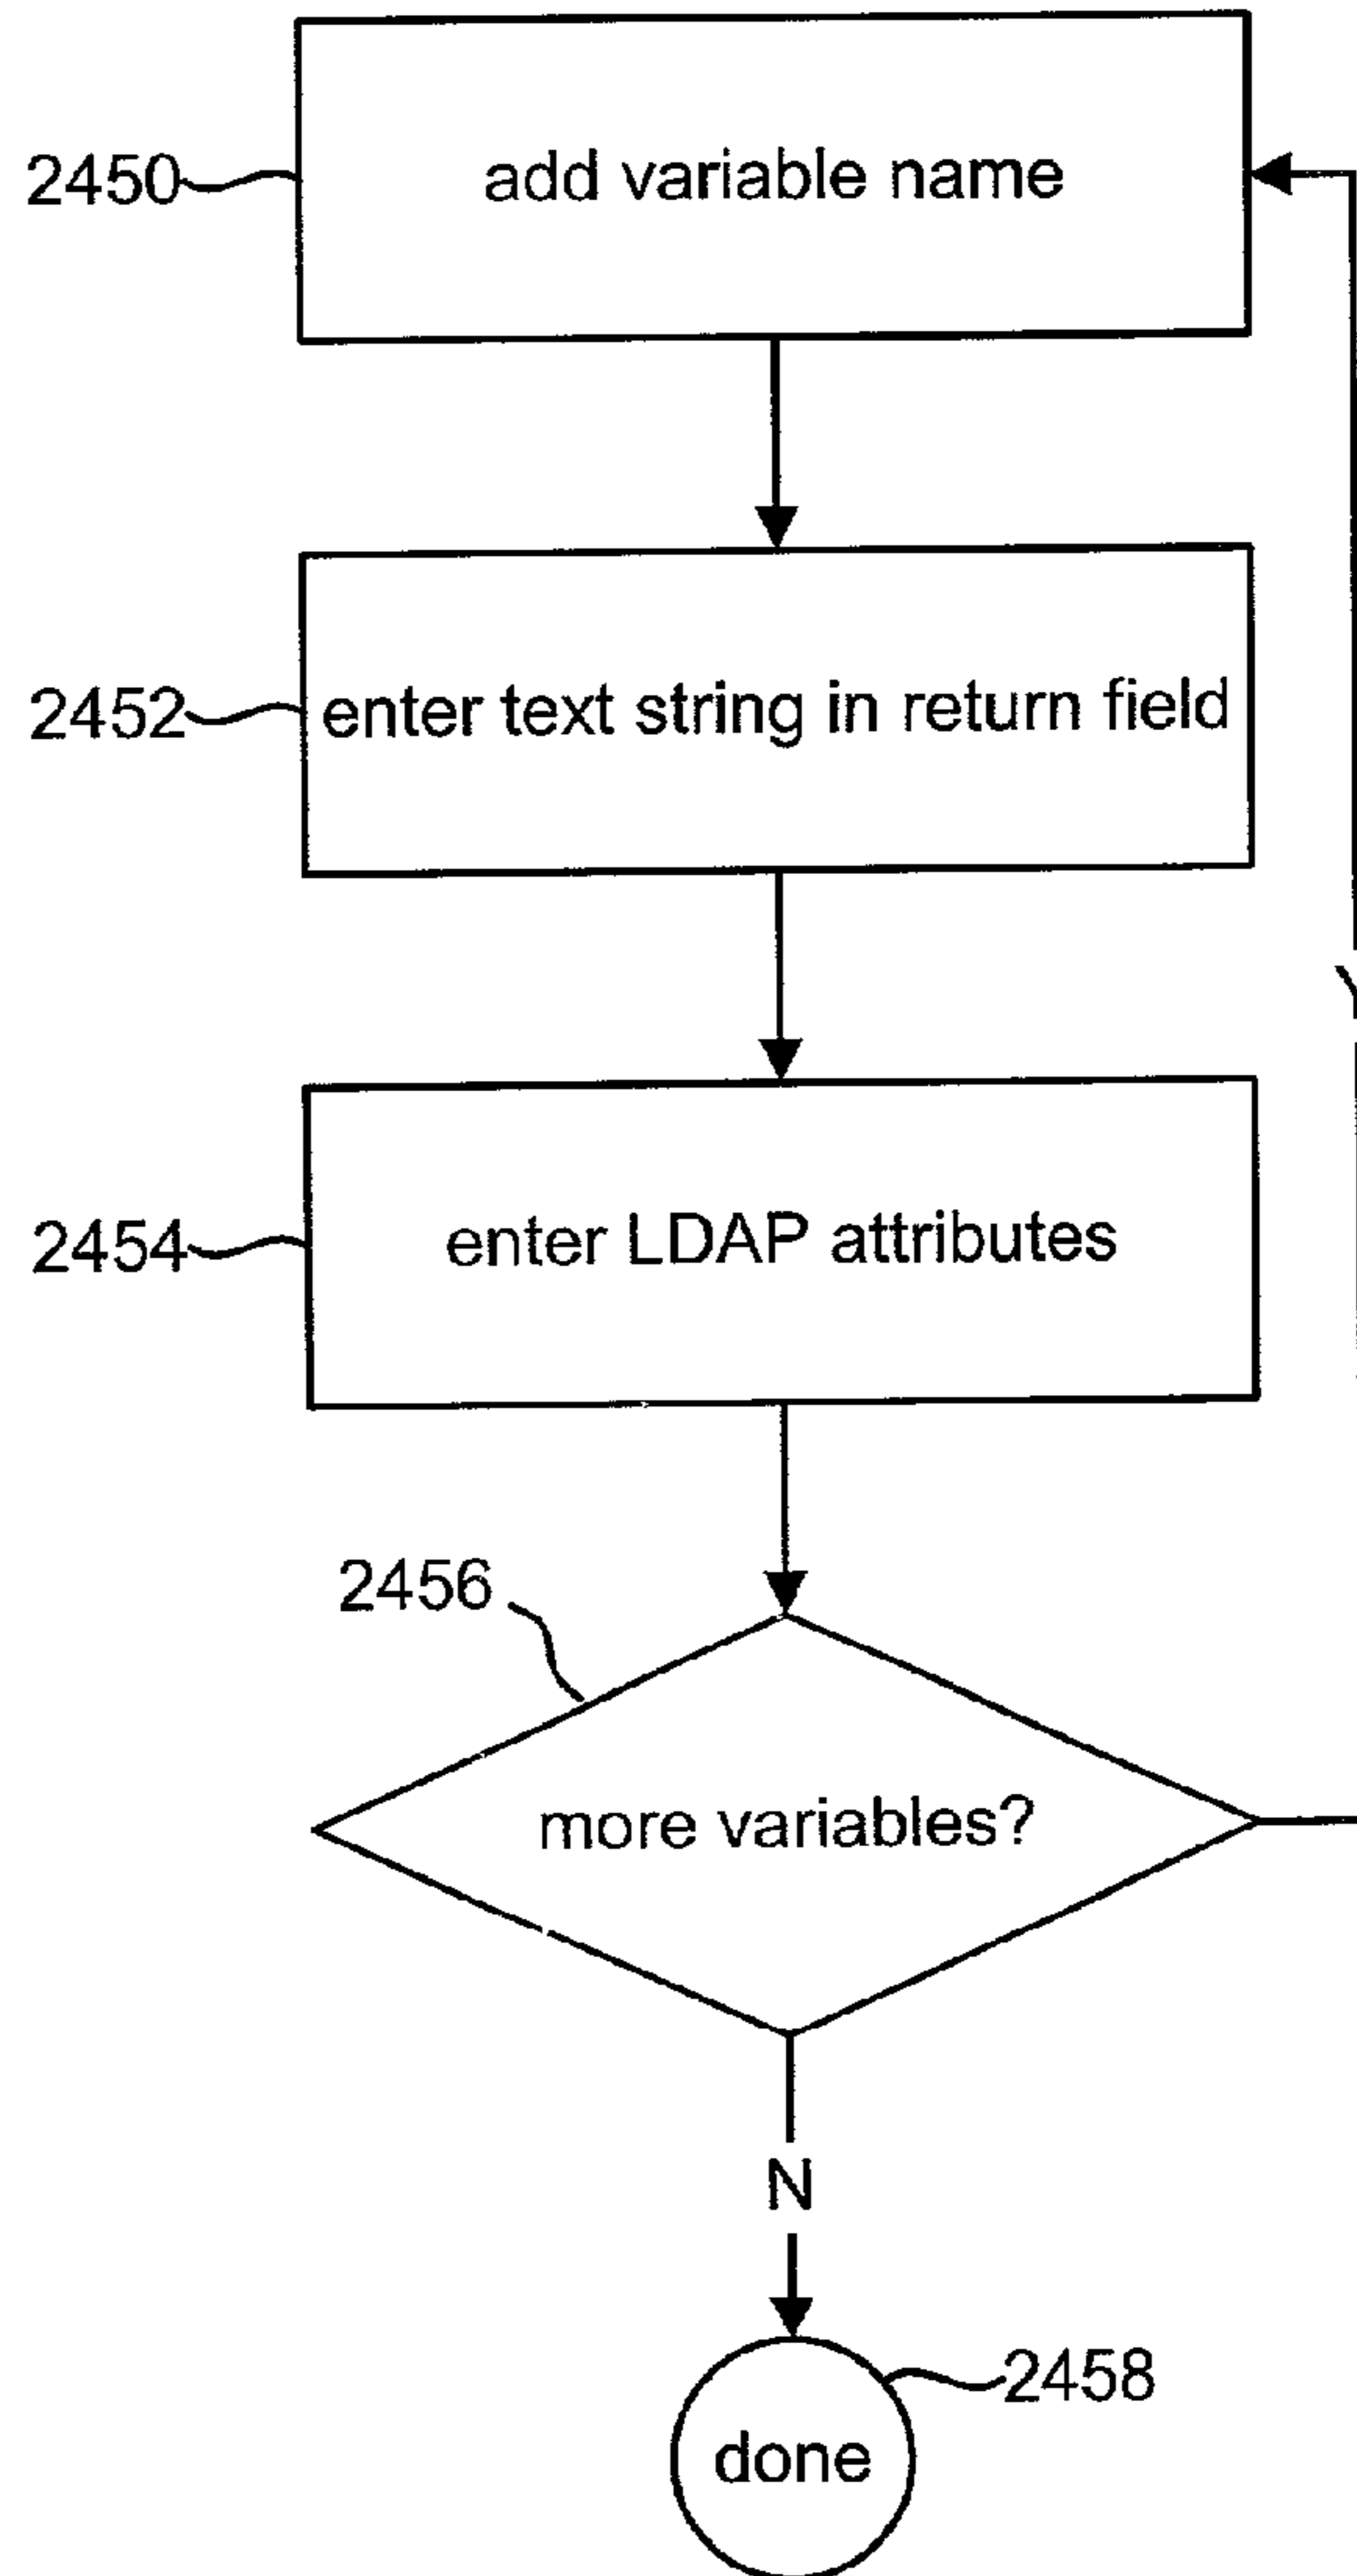 2450
add variable name
2452
enter text string in return field
2454
enter LDAP attributes
2456
more variables?
N
2458
done